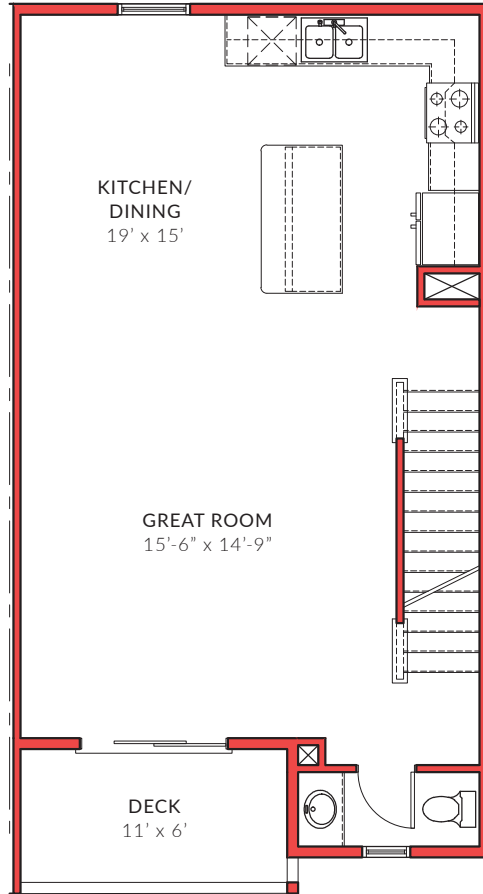 KITCHEN/
DINING
19’ x 15’
GREAT ROOM
15’-6” x 14’-9”
DECK
11’ x 6’